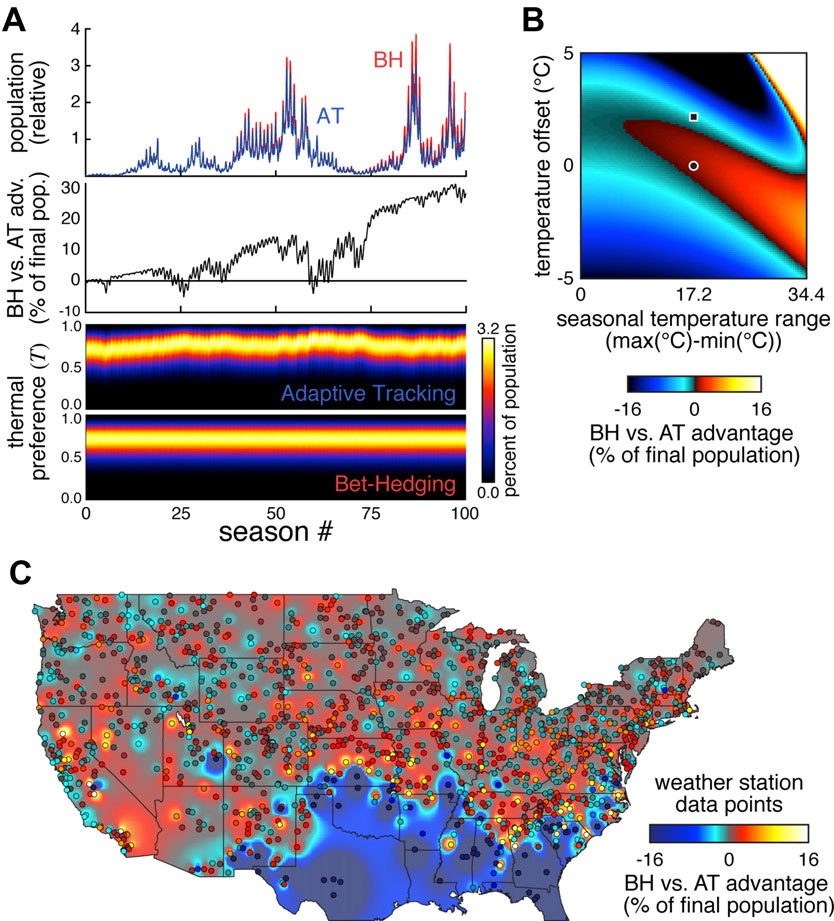 A
population
(relative)
4
3
2
1
BH
AT
BH vs. AT adv.
(% of final pop.)
30
20
10
0
-10
thermal
preference (T)
1.0
0.5
0.0
Adaptive Tracking
1.0
0.5
0.0
Bet-Hedging
3.2
0.0
percent of population
0
25
50
75
100
season #
B
temperature offset (°C)
5
0
-5
0
17.2
34.4
seasonal temperature range
(max(°C)-min(°C))
-16
0
16
BH vs. AT advantage
(% of final population)
C
weather station
data points
-16
0
16
BH vs. AT advantage
(% of final population)